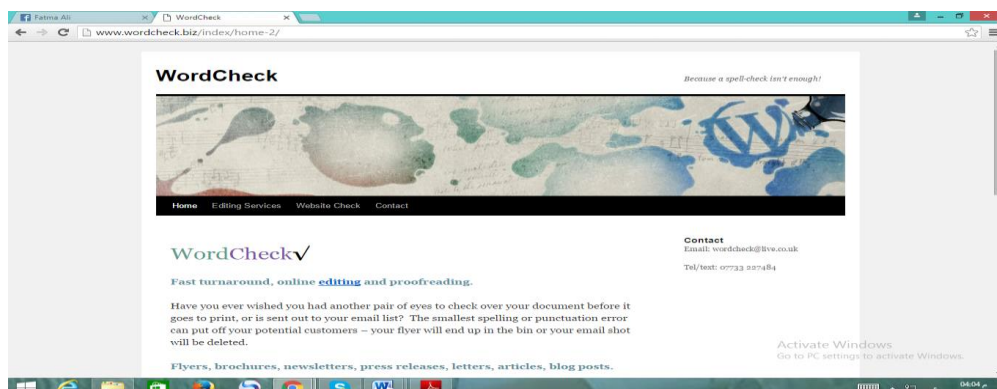 Fatma Ali
WordCheck
www.wordcheck.biz/index/home-2/
WordCheck
Because a spell-check isn't enough!
W
Home Editing Services Website Check Contact
WordCheck√
Fast turnaround, online editing and proofreading.
Have you ever wished you had another pair of eyes to check over your document before it
goes to print, or is sent out to your email list? The smallest spelling or punctuation error
can put off your potential customers – your flyer will end up in the bin or your email shot
will be deleted.
Flyers, brochures, newsletters, press releases, letters, articles, blog posts.
Contact
Email: wordcheck@live.co.uk
Tel/text: 07733 227484
Activate Windows
Go to PC settings to activate Windows.
04:04 م